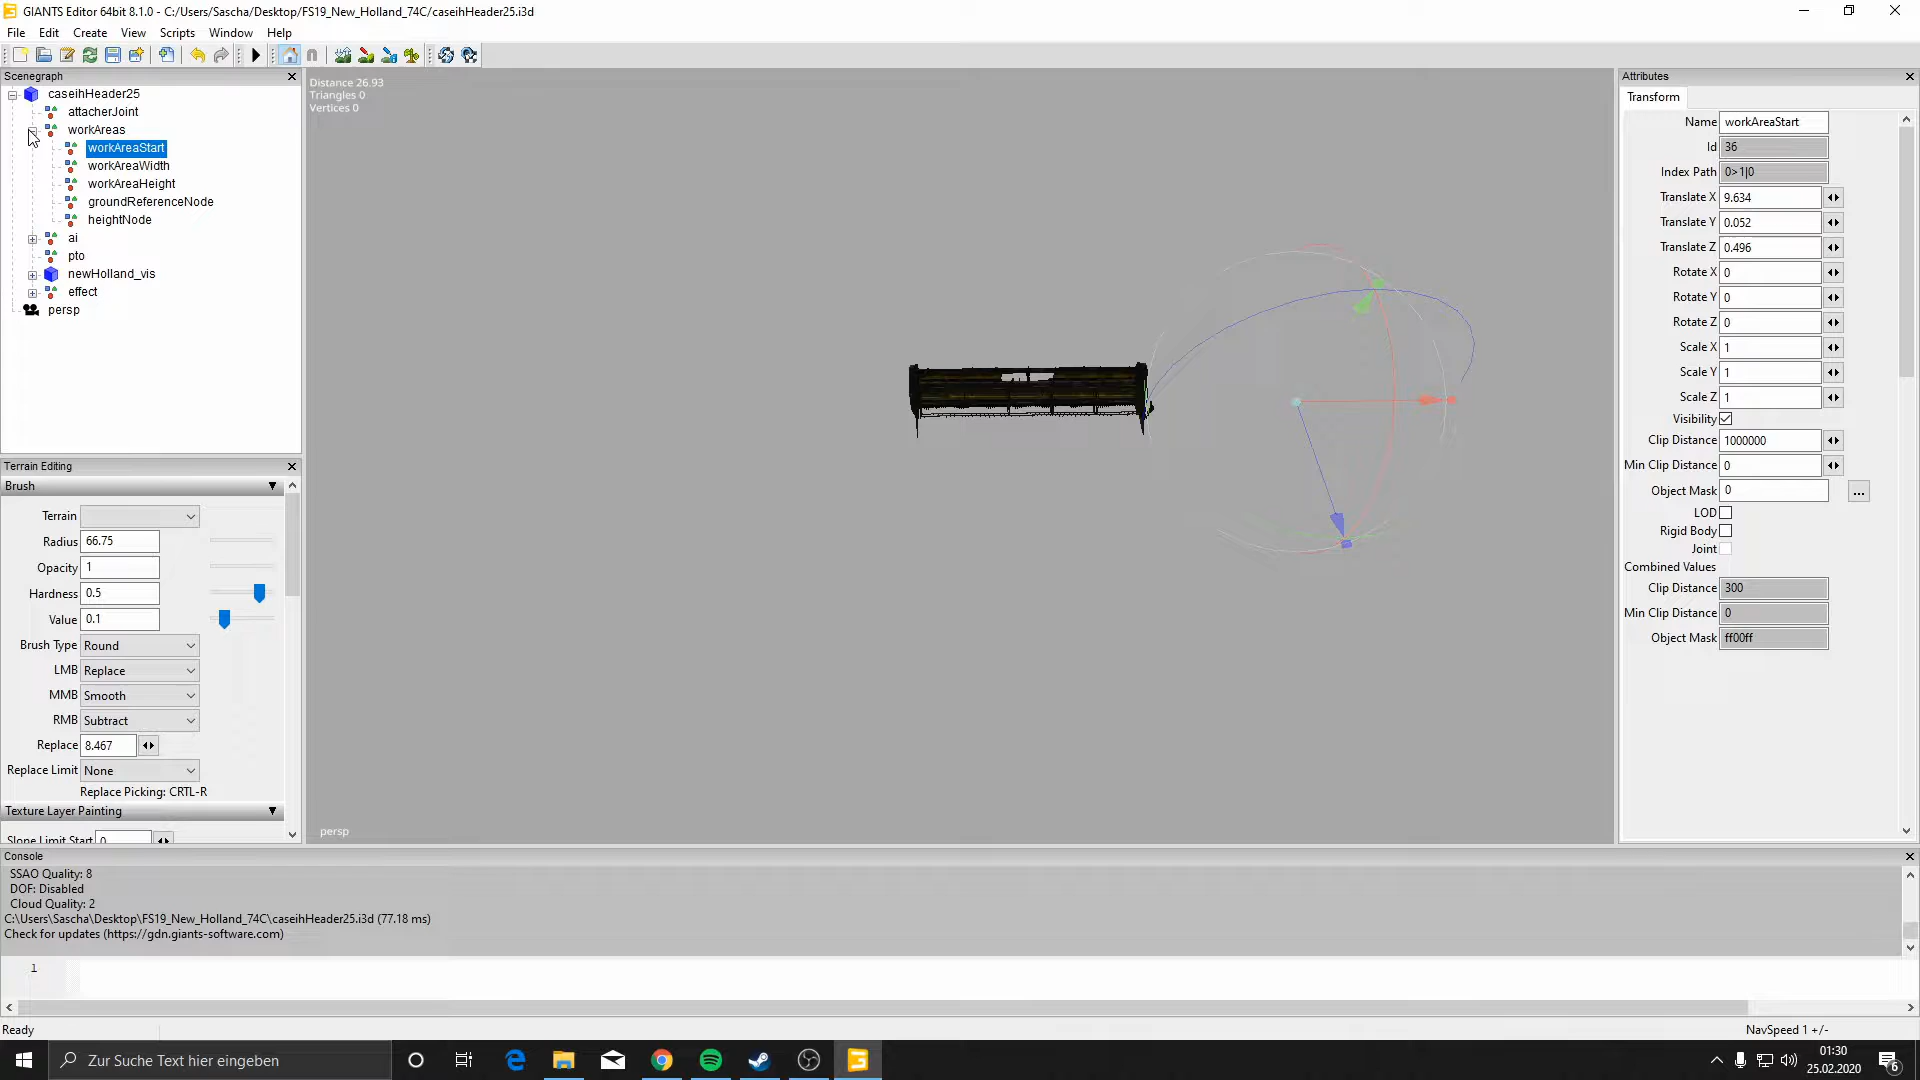 GIANTS Editor 64bit 8.1.0 - C:/Users/Sascha/Desktop/FS19_New_Holland_74C/caseihHeader25.i3d
File Edit Create View Scripts Window Help
Scenegraph
caseihHeader25
attacherJoint
workAreas
workAreaStart
workAreaWidth
workAreaHeight
groundReferenceNode
heightNode
ai
pto
newHolland_vis
effect
persp
Terrain Editing
Brush
Terrain
Radius 66.75
Opacity 1
Hardness 0.5
Value 0.1
Brush Type Round
LMB Replace
MMB Smooth
RMB Subtract
Replace 8.467
Replace Limit None
Replace Picking: CRTL-R
Texture Layer Painting
Slope Limit Start 0
Distance 26.93
Triangles 0
Vertices 0
persp
Attributes
Transform
Name workAreaStart
Id 36
Index Path 0>1|0
Translate X 9.634
Translate Y 0.052
Translate Z 0.496
Rotate X 0
Rotate Y 0
Rotate Z 0
Scale X 1
Scale Y 1
Scale Z 1
Visibility
Clip Distance 1000000
Min Clip Distance 0
Object Mask 0 ...
LOD
Rigid Body
Joint
Combined Values
Clip Distance 300
Min Clip Distance 0
Object Mask ff00ff
Console
SSAO Quality: 8
DOF: Disabled
Cloud Quality: 2
C:\Users\Sascha\Desktop\FS19_New_Holland_74C\caseihHeader25.i3d (77.18 ms)
Check for updates (https://gdn.giants-software.com)
1
Ready
NavSpeed 1 +/-
Zur Suche Text hier eingeben
01:30
25.02.2020
6